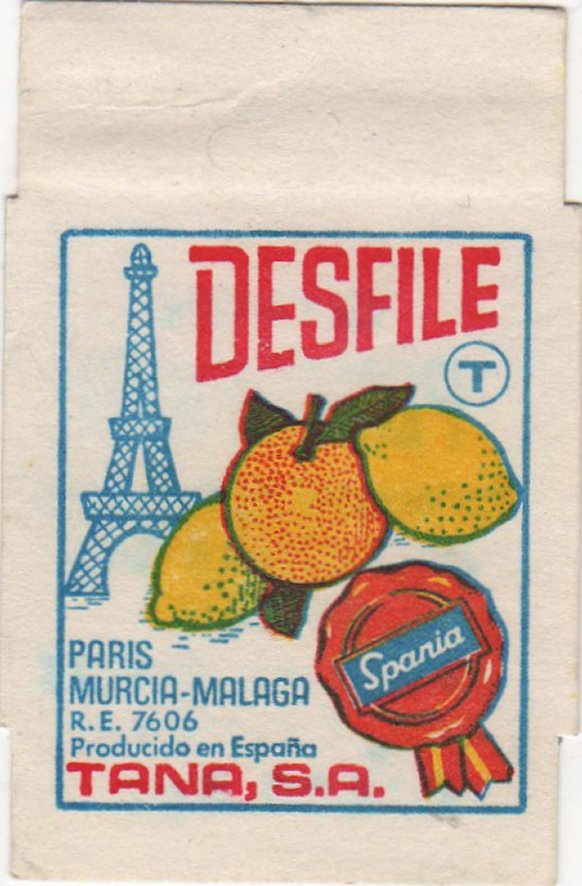 DESFILE
T
Spania
PARIS
MURCIA-MALAGA
R.E. 7606
Producido en España
TANA, S.A.